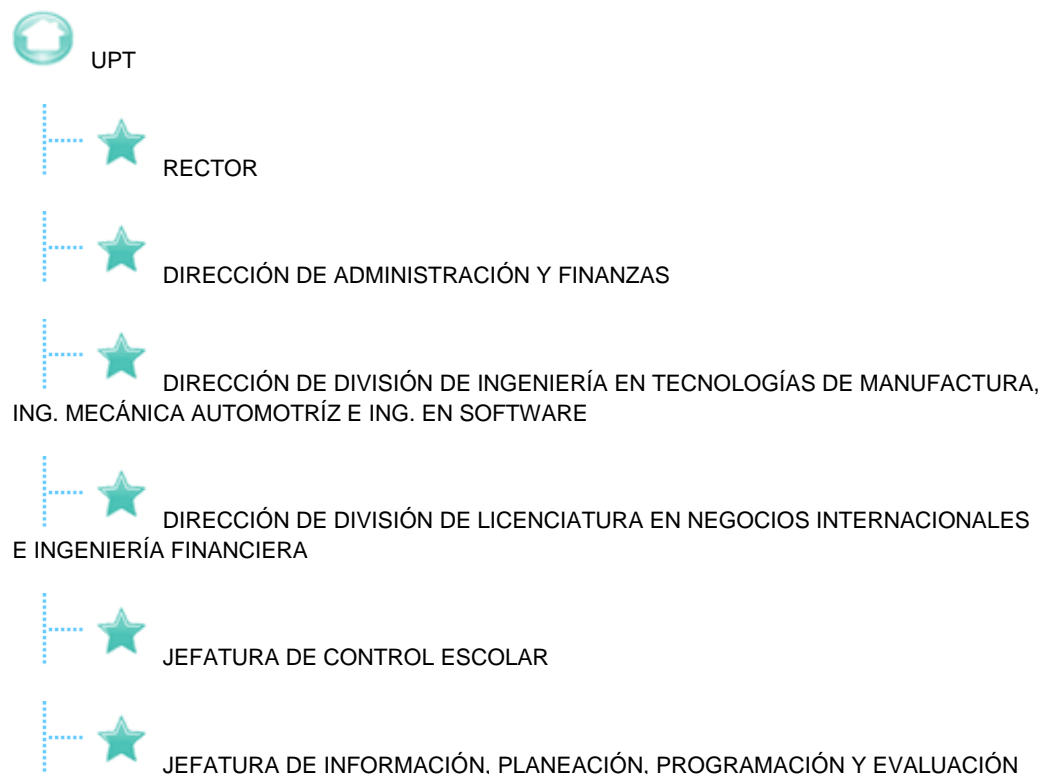 UPT
RECTOR
DIRECCIÓN DE ADMINISTRACIÓN Y FINANZAS
DIRECCIÓN DE DIVISIÓN DE INGENIERÍA EN TECNOLOGÍAS DE MANUFACTURA,
ING. MECÁNICA AUTOMOTRÍZ E ING. EN SOFTWARE
DIRECCIÓN DE DIVISIÓN DE LICENCIATURA EN NEGOCIOS INTERNACIONALES
E INGENIERÍA FINANCIERA
JEFATURA DE CONTROL ESCOLAR
JEFATURA DE INFORMACIÓN, PLANEACIÓN, PROGRAMACIÓN Y EVALUACIÓN